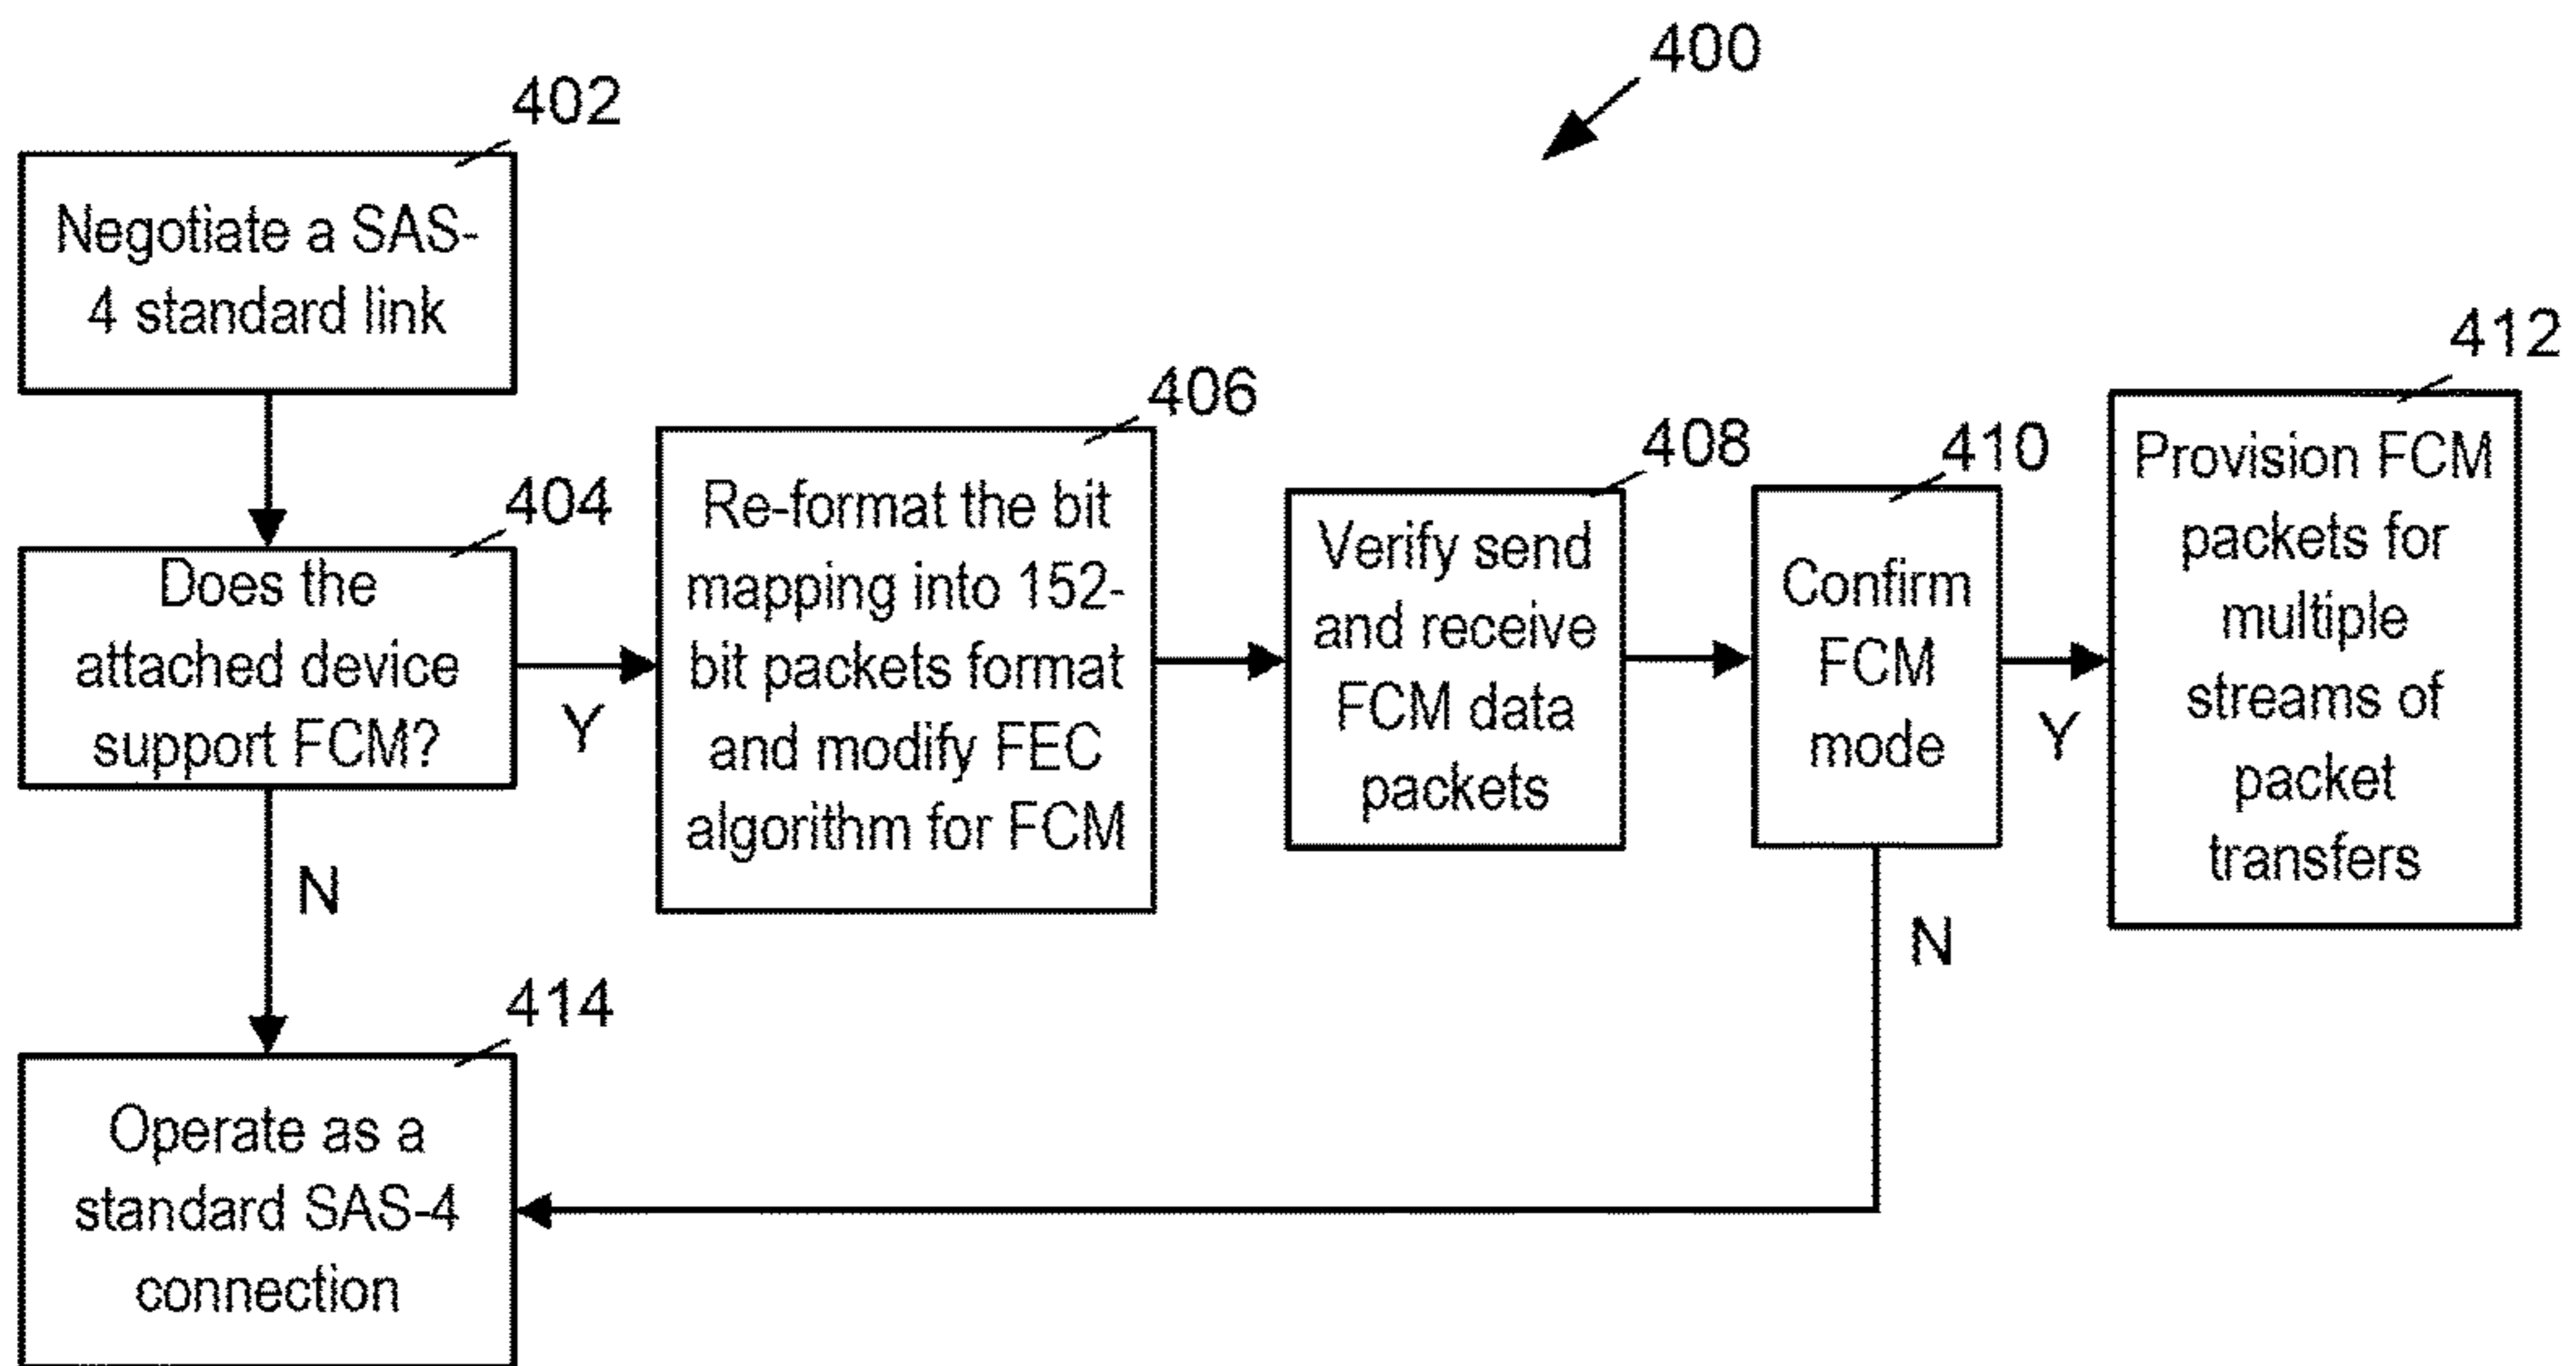 400
402
Negotiate a SAS-
4 standard link
404
Does the
attached device
support FCM?
Y
N
406
Re-format the bit
mapping into 152-
bit packets format
and modify FEC
algorithm for FCM
408
Verify send
and receive
FCM data
packets
410
Confirm
FCM
mode
Y
N
412
Provision FCM
packets for
multiple
streams of
packet
transfers
414
Operate as a
standard SAS-4
connection